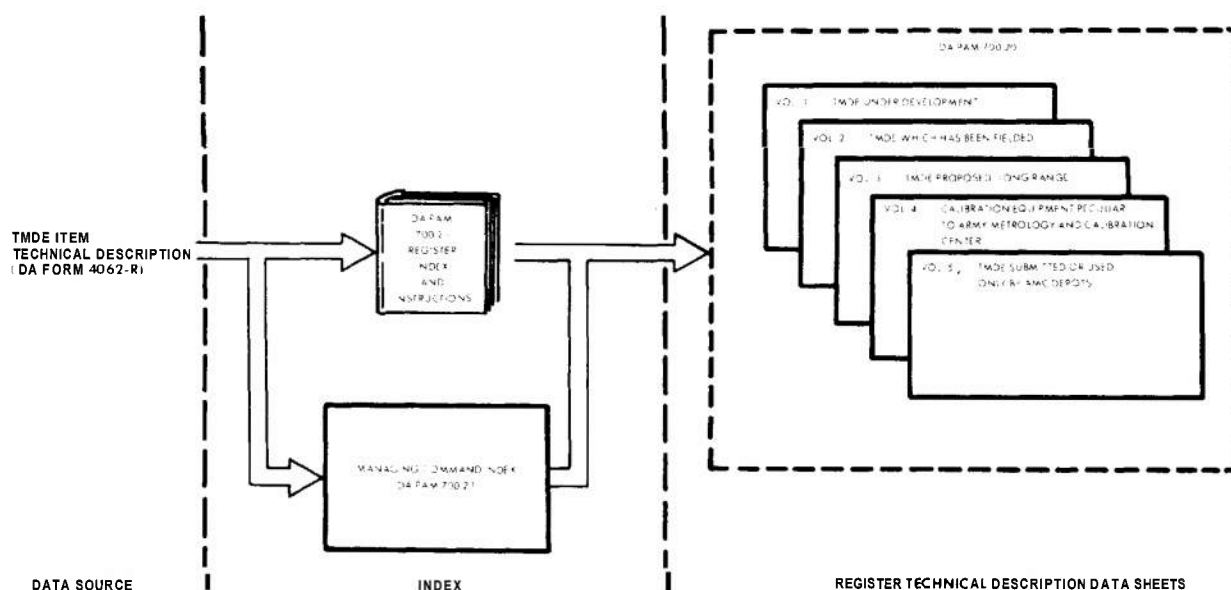 TMDE ITEM
TECHNICAL DESCRIPTION
(DA FORM 4062-R)
DA PAM
REGISTER
INDEX
AND
INSTRUCTIONS
MANAGING COMMAND INDEX
DA PAM
DA PAM 700-20
VOL. 1 TMDE UNDER DEVELOPMENT
VOL. 2 TMDE WHICH HAS BEEN FIELDED
VOL. 3 TMDE PROPOSED LONG RANGE
VOL. 4 CALIBRATION EQUIPMENT PECULIAR
TO ARMY METROLOGY AND CALIBRATION
CENTER
VOL. 5, TMDE SUBMITTED OR USED
ONLY BY AMC DEPOTS
DATA SOURCE
INDEX
REGISTER TECHNICAL DESCRIPTION DATA SHEETS